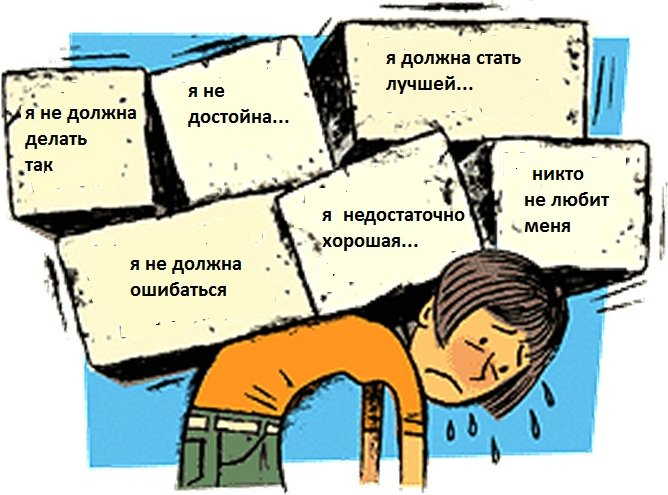 я не должна
делать
так
я не
достойна...
я должна стать
лучшей...
я не должна
ошибаться
я недостаточно
хорошая...
никто
не любит
меня